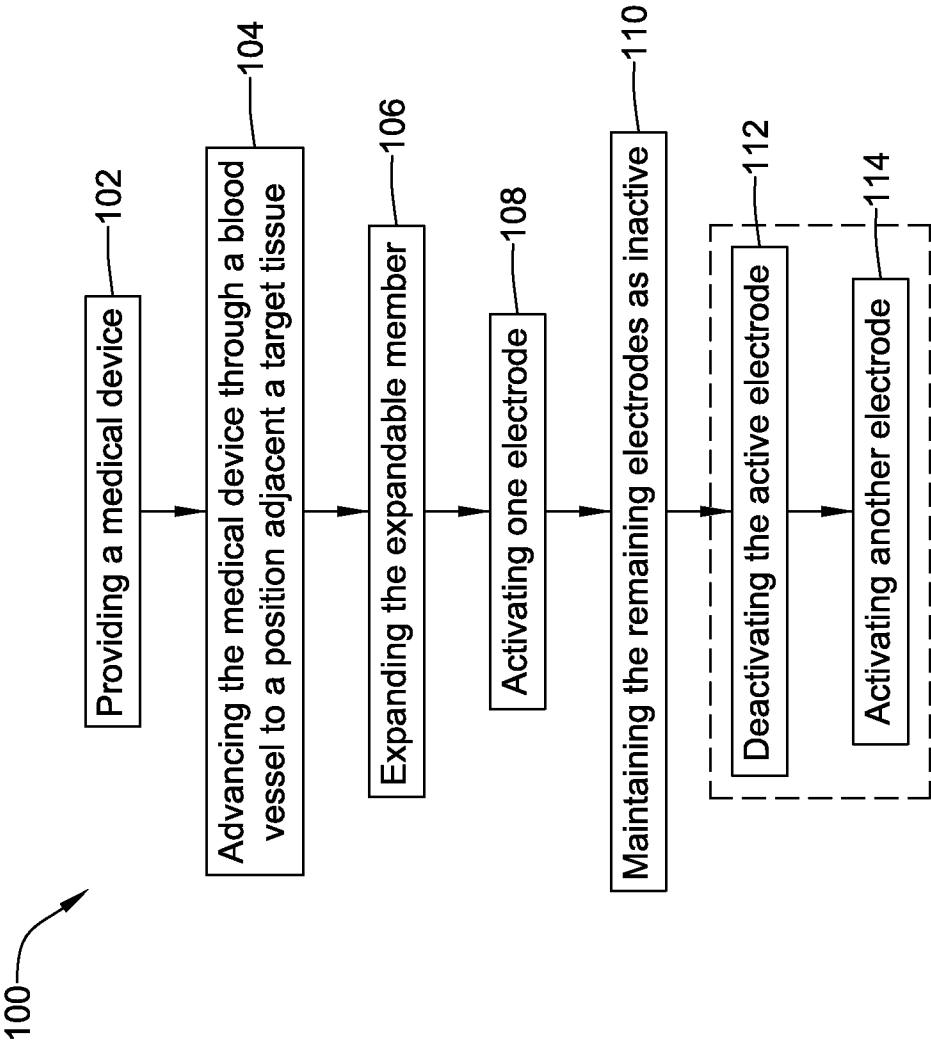 100
Providing a medical device
102
Advancing the medical device through a blood
vessel to a position adjacent a target tissue
104
Expanding the expandable member
106
Activating one electrode
108
Maintaining the remaining electrodes as inactive
110
Deactivating the active electrode
112
Activating another electrode
114